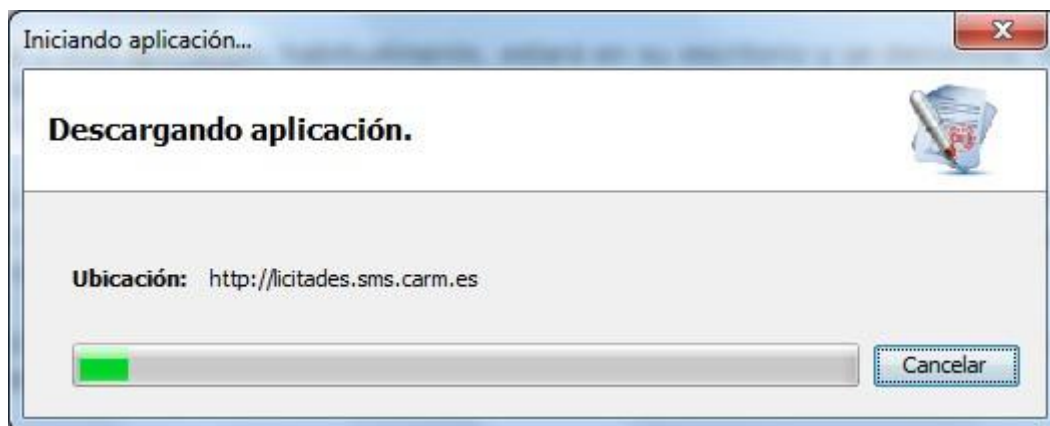 Iniciando aplicación...
Descargando aplicación.
Ubicación: http://licitades.sms.carm.es
Cancelar